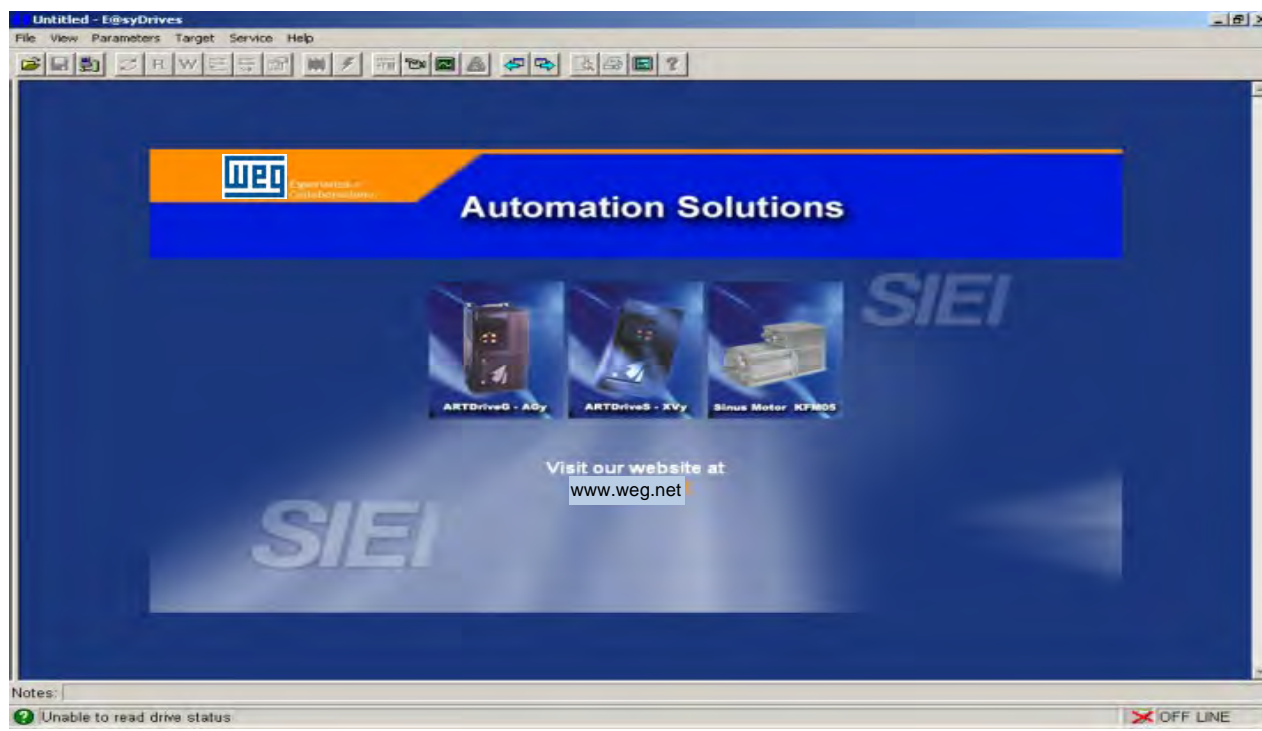 Untitled - E@syDrives
File View Parameters Target Service Help
R W
weg
Automation Solutions
SIEI
ARTDriveG - AGy ARTDriveS - XVy Sinus Motor KFM05
Visit our website at
www.weg.net
SIEI
Notes:
Unable to read drive status
OFF LINE